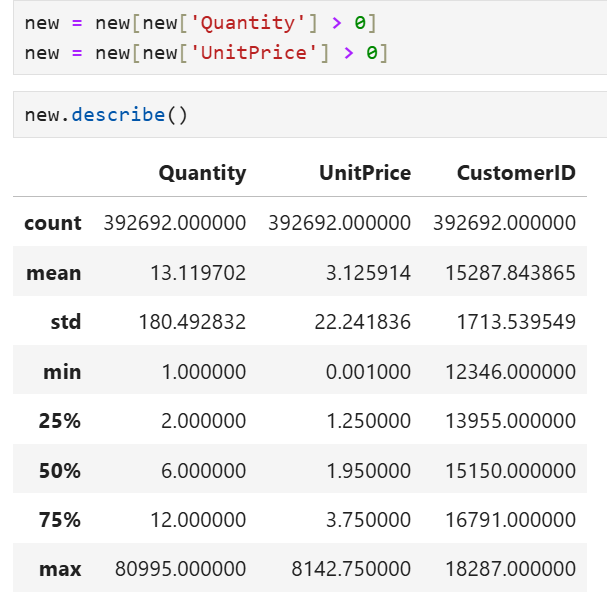 new = new[new['Quantity'] > 0]
new = new[new['UnitPrice'] > 0]
new.describe()
Quantity UnitPrice CustomerID
count 392692.000000 392692.000000 392692.000000
mean 13.119702 3.125914 15287.843865
std 180.492832 22.241836 1713.539549
min 1.000000 0.001000 12346.000000
25% 2.000000 1.250000 13955.000000
50% 6.000000 1.950000 15150.000000
75% 12.000000 3.750000 16791.000000
max 80995.000000 8142.750000 18287.000000